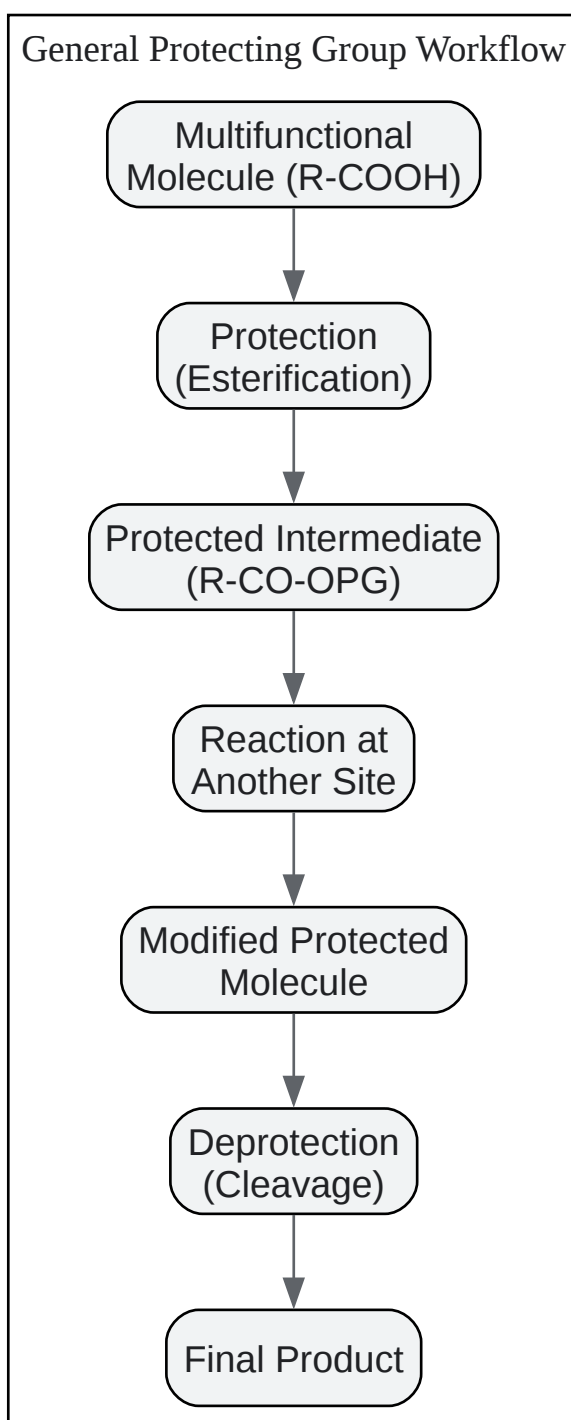 General Protecting Group Workflow
Multifunctional
Molecule (R-COOH)
Protection
(Esterification)
Protected Intermediate
(R-CO-OPG)
Reaction at
Another Site
Modified Protected
Molecule
Deprotection
(Cleavage)
Final Product